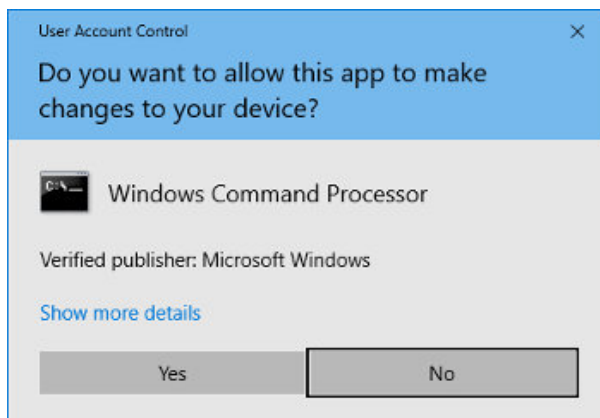 User Account Control
Do you want to allow this app to make
changes to your device?
C:\_
Windows Command Processor
Verified publisher: Microsoft Windows
Show more details
Yes
No